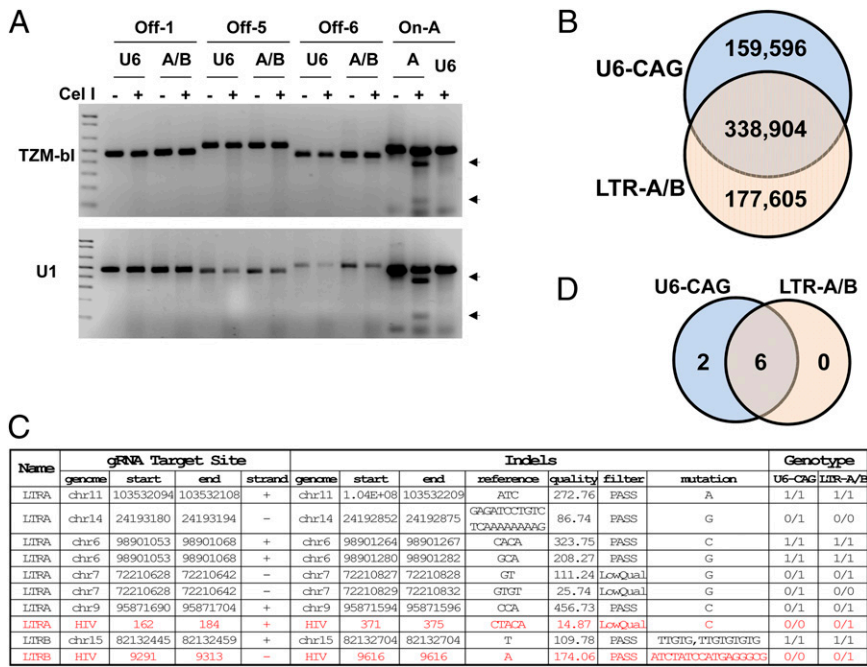 A
Off-1 Off-5 Off-6 On-A
U6 A/B U6 A/B U6 A/B A U6
Cel I - + - + - + - + - + - + - + +
TZM-bl
U1
B
U6-CAG
159,596
338,904
LTR-A/B
177,605
D
U6-CAG LTR-A/B
2 6 0
C
Name gRNA Target Site Indels Genotype
genome start end strand genome start end reference quality filter mutation U6-CAG LTR-A/B
LTRA chr11 103532094 103532108 + chr11 1.04E+08 103532209 ATC 272.76 PASS A 1/1 1/1
LTRA chr14 24193180 24193194 - chr14 24192852 24192875 GAGATCCTGTCTCAAAAAAAAG 86.74 PASS G 0/1 0/0
LTRA chr6 98901053 98901068 + chr6 98901264 98901267 CACA 323.75 PASS C 1/1 1/1
LTRA chr6 98901053 98901068 + chr6 98901280 98901282 GCA 208.27 PASS G 1/1 1/1
LTRA chr7 72210628 72210642 - chr7 72210827 72210828 GT 111.24 LowQual G 0/1 0/1
LTRA chr7 72210628 72210642 - chr7 72210829 72210832 GTGT 25.74 LowQual G 0/1 0/0
LTRA chr9 95871690 95871704 + chr9 95871594 95871596 CCA 456.73 PASS C 0/1 0/1
LTRA HIV 162 184 + HIV 371 375 CTACA 14.87 LowQual C 0/0 0/1
LTRB chr15 82132445 82132459 + chr15 82132704 82132704 T 109.78 PASS TTGTG,TTGTGTGTG 1/1 1/1
LTRB HIV 9291 9313 - HIV 9616 9616 A 174.06 PASS ATCTATCCATGAGGGCG 0/0 0/1